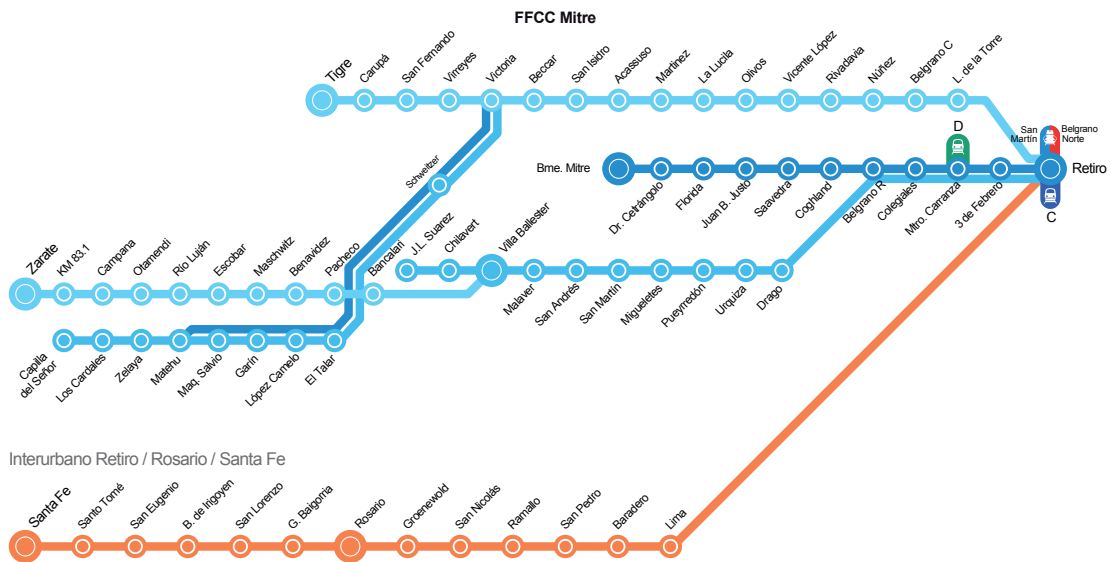 FFCC Mitre
Tigre
Carupá
San Fernando
Virreyes
Victoria
Beccar
San Isidro
Acassuso
Martinez
La Lucila
Olivos
Vicente López
Rivadavia
Núñez
Belgrano C
L. de la Torre
San
Martín
Belgrano
Norte
D
Retiro
C
Bme. Mitre
Dr. Cetrángolo
Florida
Juan B. Justo
Saavedra
Coghland
Belgrano R
Colegiales
Mtro. Carranza
3 de Febrero
Schweitzer
Zarate
KM 83.1
Campana
Otamendi
Río Luján
Escobar
Maschwitz
Benavidez
Pacheco
Bancalari
J.L. Suarez
Chilavert
Villa Ballester
Malaver
San Andrés
San Martín
Migueletes
Pueyrredón
Urquiza
Drago
Capilla
del Señor
Los Cardales
Zelaya
Matehu
Maq. Salvio
Garín
López Camelo
El Talar
Interurbano Retiro / Rosario / Santa Fe
Santa Fe
Santo Tomé
San Eugenio
B. de Irigoyen
San Lorenzo
G. Baigorria
Rosario
Groenewold
San Nicolás
Ramallo
San Pedro
Baradero
Lima